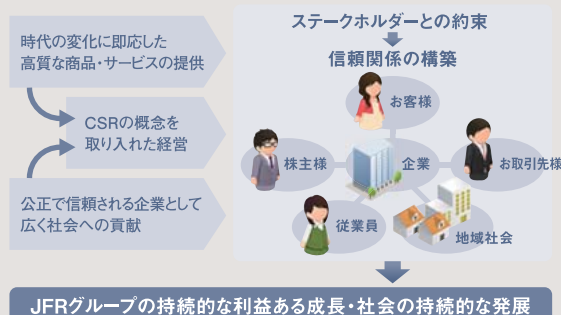 時代の変化に即応した
高質な商品・サービスの提供
CSRの概念を
取り入れた経営
公正で信頼される企業として
広く社会への貢献
ステークホルダーとの約束
信頼関係の構築
お客様
株主様
企業
お取引先様
従業員
地域社会
JFRグループの持続的な利益ある成長・社会の持続的な発展